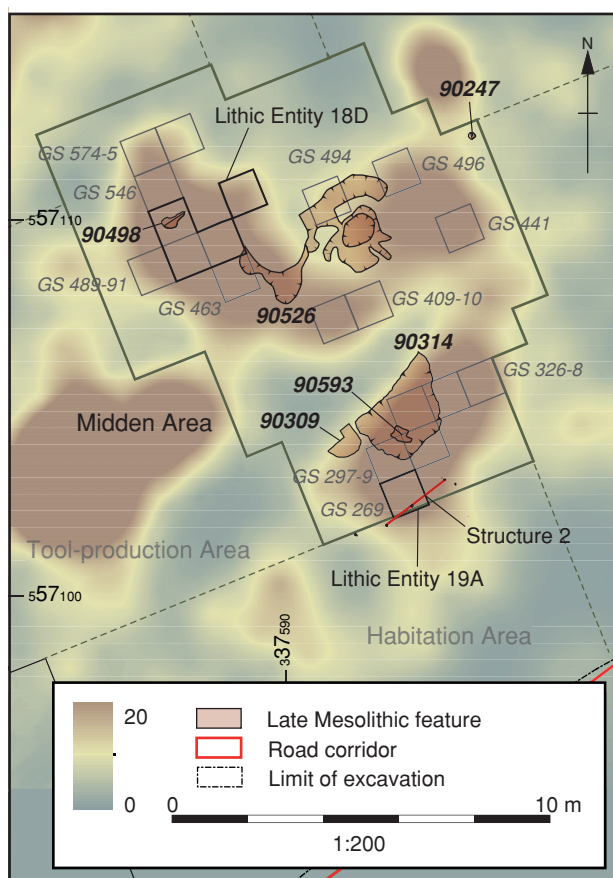 N
90247
Lithic Entity 18D
GS 574-5
GS 494
GS 496
GS 546
557110
90498
GS 441
GS 489-91
GS 463
90526
GS 409-10
90314
GS 326-8
90593
Midden Area
90309
GS 297-9
GS 269
Structure 2
Tool-production Area
Lithic Entity 19A
557100
337590
Habitation Area
20
0
Late Mesolithic feature
Road corridor
Limit of excavation
0
10 m
1:200